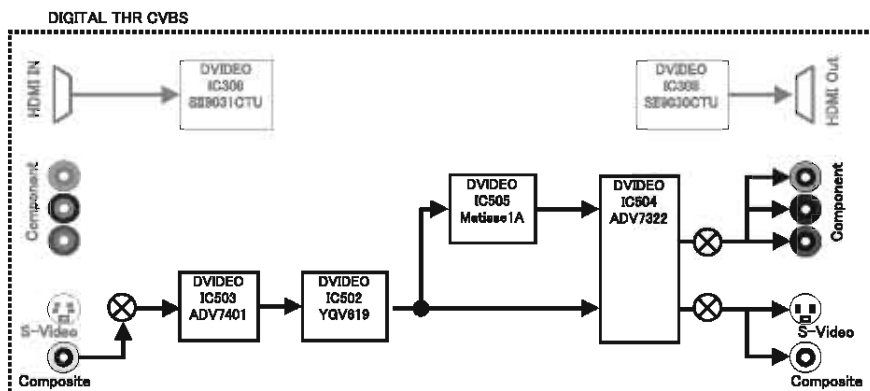 DIGITAL THR CVBS
HDMI IN
DVIDEO
IC306
SII9031CTU
DVIDEO
IC308
SII9030CTU
HDMI Out
Component
DVIDEO
IC505
Matisse1A
DVIDEO
IC504
ADV7322
Component
DVIDEO
IC503
ADV7401
DVIDEO
IC502
YGV619
S-Video
Composite
S-Video
Composite